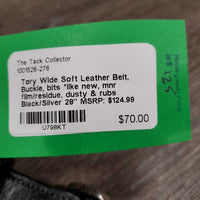 The Tack Collector
1001526-276
Tory Wide Soft Leather Belt,
Buckle, bits *like new, mnr
film/residue, dusty & rubs
Black/Silver 28" MSRP: $124.99
$70.00
U798KT